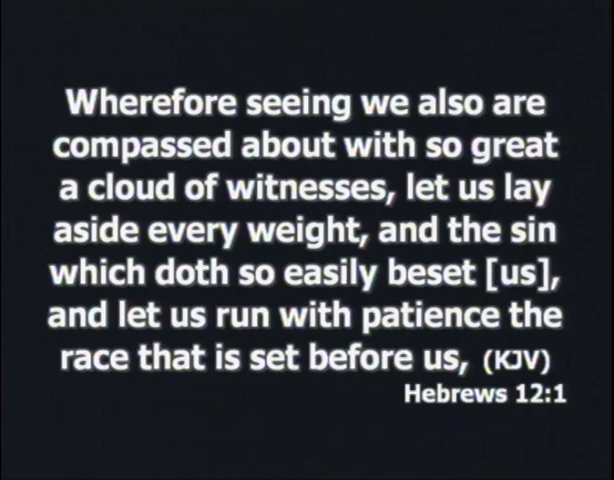 Wherefore seeing we also are
compassed about with so great
a cloud of witnesses, let us lay
aside every weight, and the sin
which doth so easily beset [us],
and let us run with patience the
race that is set before us, (KJV)
Hebrews 12:1